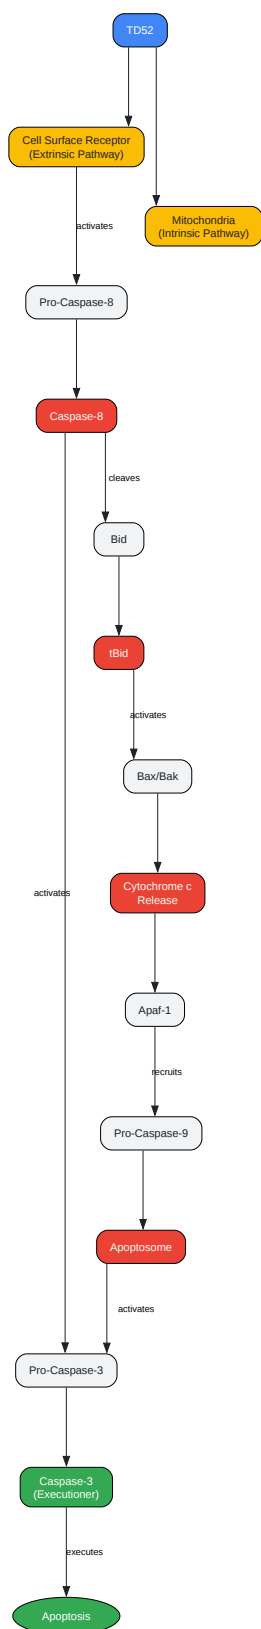 TD52
Cell Surface Receptor
(Extrinsic Pathway)
Mitochondria
(Intrinsic Pathway)
activates
Pro-Caspase-8
Caspase-8
cleaves
Bid
tBid
activates
Bax/Bak
Cytochrome c
Release
activates
Apaf-1
recruits
Pro-Caspase-9
Apoptosome
activates
Pro-Caspase-3
Caspase-3
(Executioner)
executes
Apoptosis